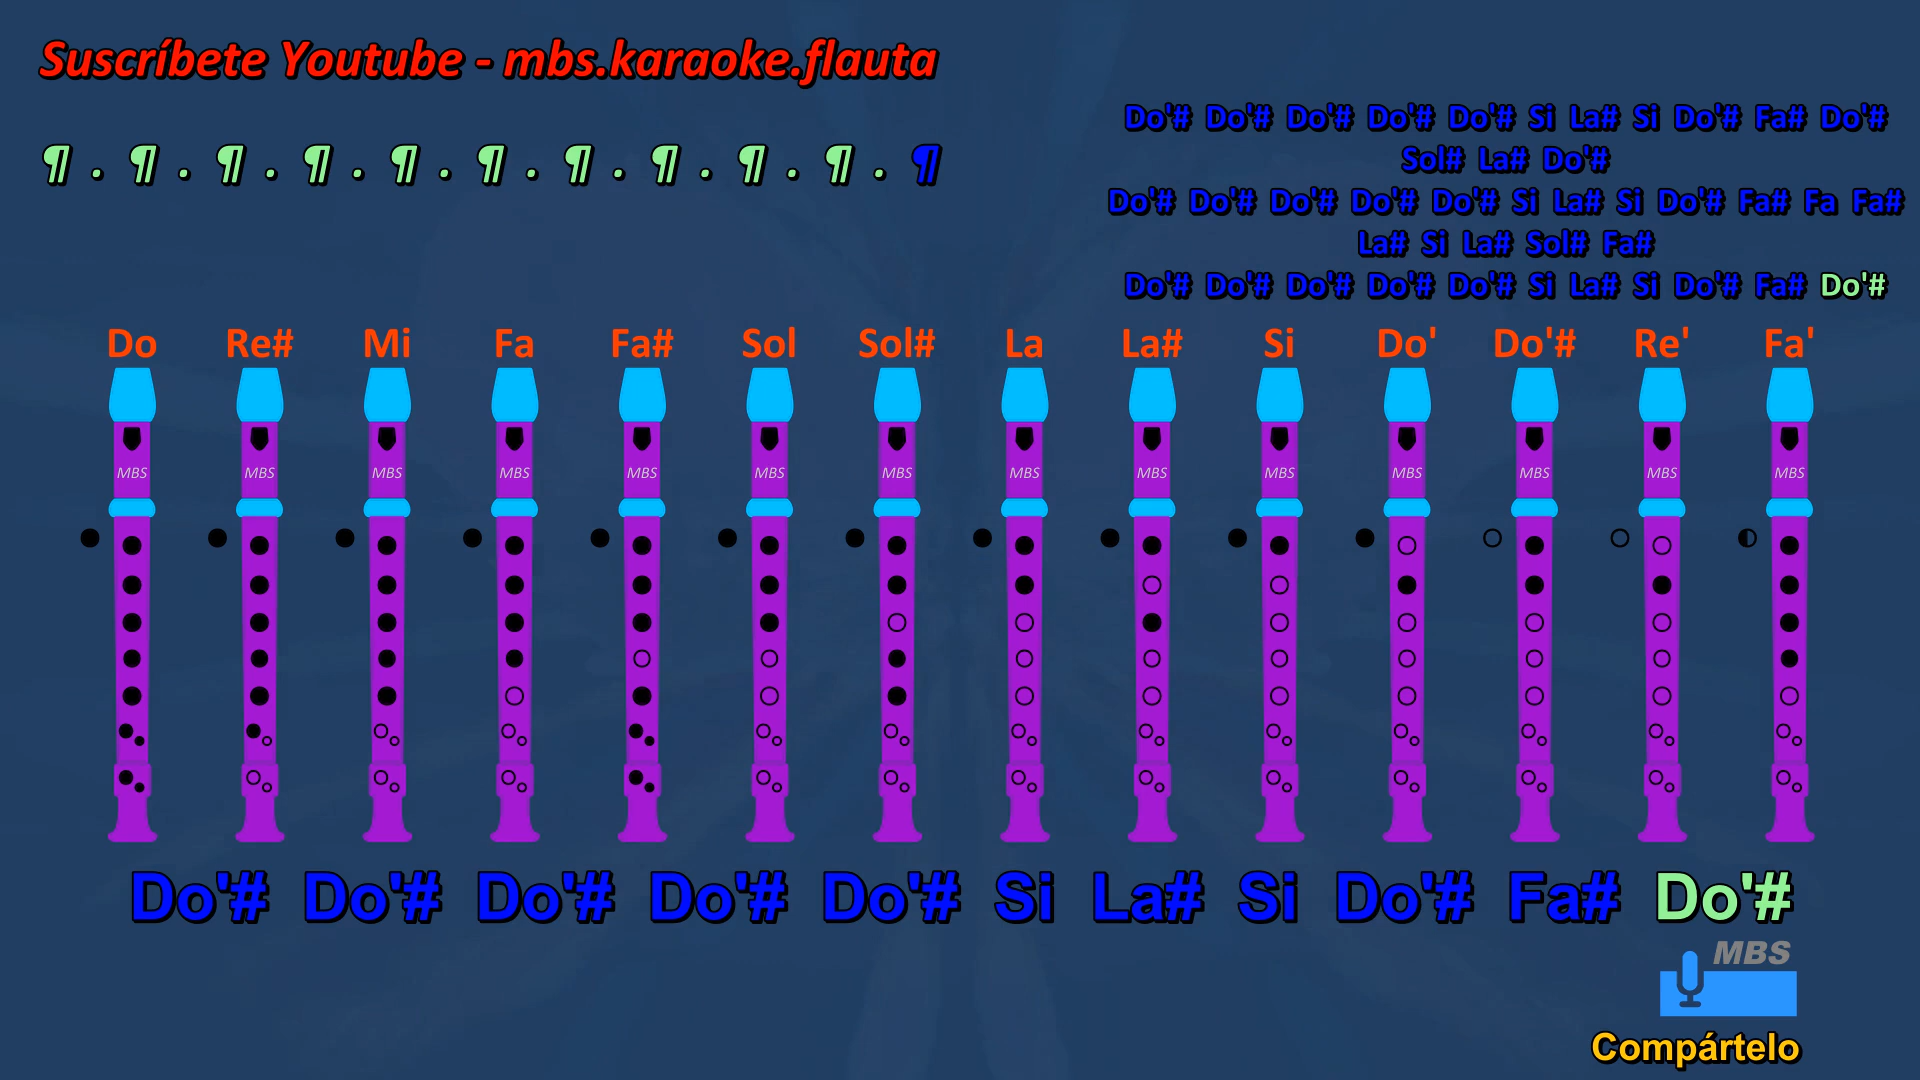 Suscríbete Youtube - mbs.karaoke.flauta
¶ . ¶ . ¶ . ¶ . ¶ . ¶ . ¶ . ¶ . ¶ . ¶ . ¶
Do'# Do'# Do'# Do'# Do'# Si La# Si Do'# Fa# Do'#
Sol# La# Do'#
Do'# Do'# Do'# Do'# Do'# Si La# Si Do'# Fa# Fa Fa#
La# Si La# Sol# Fa#
Do'# Do'# Do'# Do'# Do'# Si La# Si Do'# Fa# Do'#
Do Re# Mi Fa Fa# Sol Sol# La La# Si Do' Do'# Re' Fa'
MBS MBS MBS MBS MBS MBS MBS MBS MBS MBS MBS MBS MBS MBS
Do'# Do'# Do'# Do'# Do'# Si La# Si Do'# Fa# Do'#
MBS
Compártelo